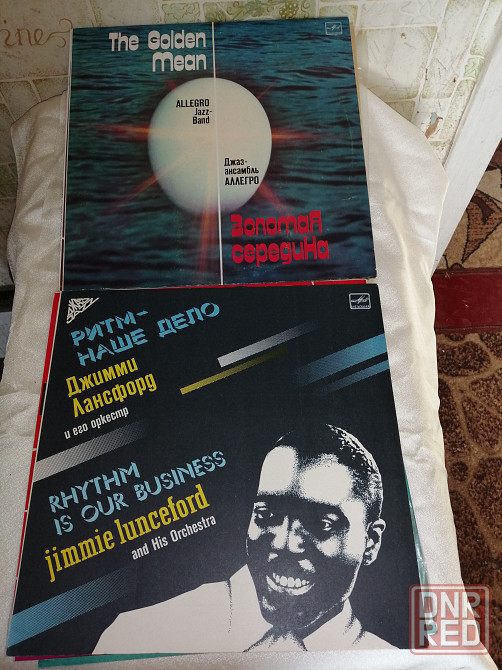 The Golden
Mean
ALLEGRO
Jazz-
Band
Джаз-
ансамбль
АЛЛЕГРО
Золотая
середина
РИТМ-
НАШЕ ДЕЛО
Джимми
Лансфорд
и его оркестр
RHYTHM
IS OUR BUSINESS
jimmie lunceford
and His Orchestra
DNR
RED